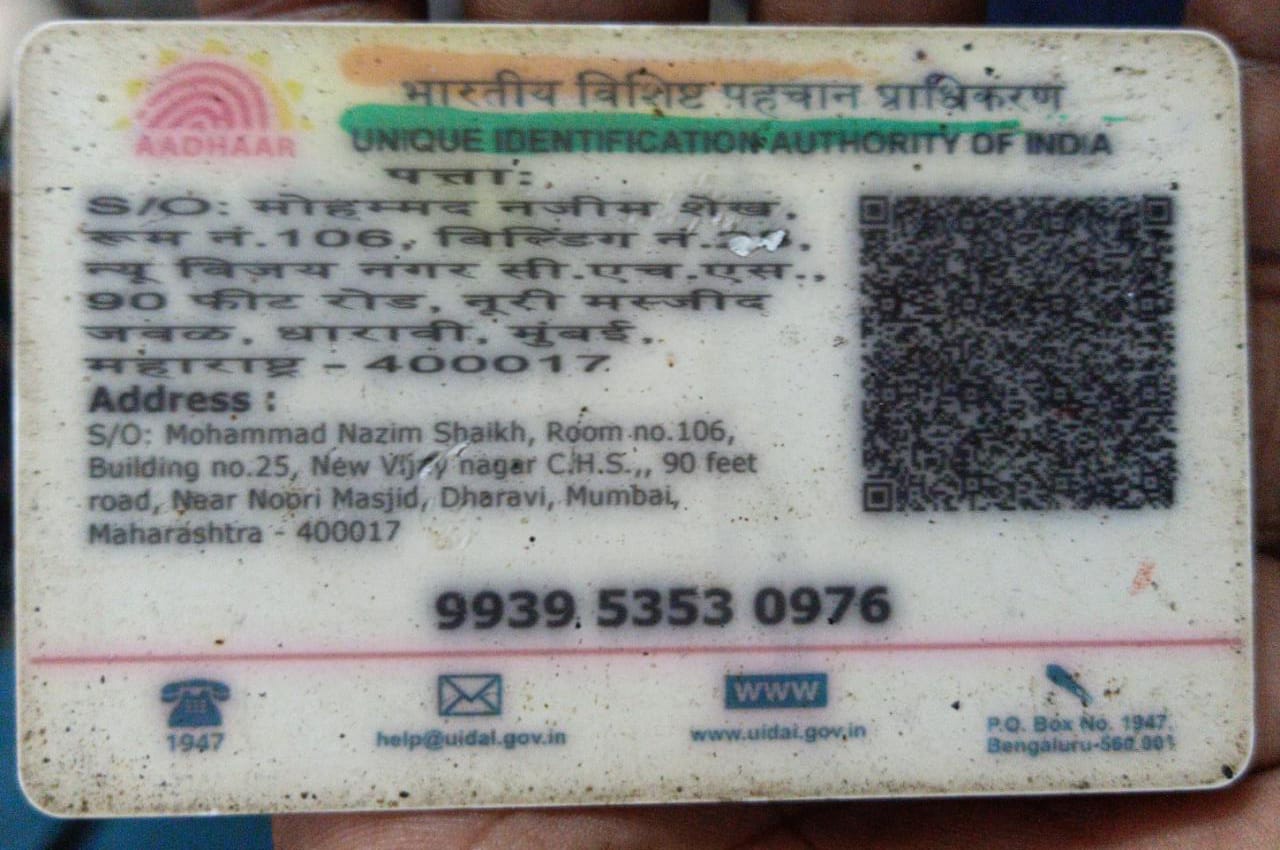 भारतीय विशिष्ट पहचान प्राधिकरण
AADHAAR
UNIQUE IDENTIFICATION AUTHORITY OF INDIA
पत्ता:
S/O: मोहम्मद नजीम शेख,
रूम नं.106, बिल्डिंग
न्यू विजय नगर सी.एच.एस.,,
90 फीट रोड, नूरी मस्जीद
जवळ, धारावी, मुंबई,
महाराष्ट्र - 400017
Address :
S/O: Mohammad Nazim Shaikh, Room no.106,
Building no.25, New Vijay nagar C.H.S.,, 90 feet
road, Near Noori Masjid, Dharavi, Mumbai,
Maharashtra - 400017
9939 5353 0976
1947
help@uidai.gov.in
WWW
www.uidai.gov.in
P.O. Box No. 1947,
Bengaluru-560 001